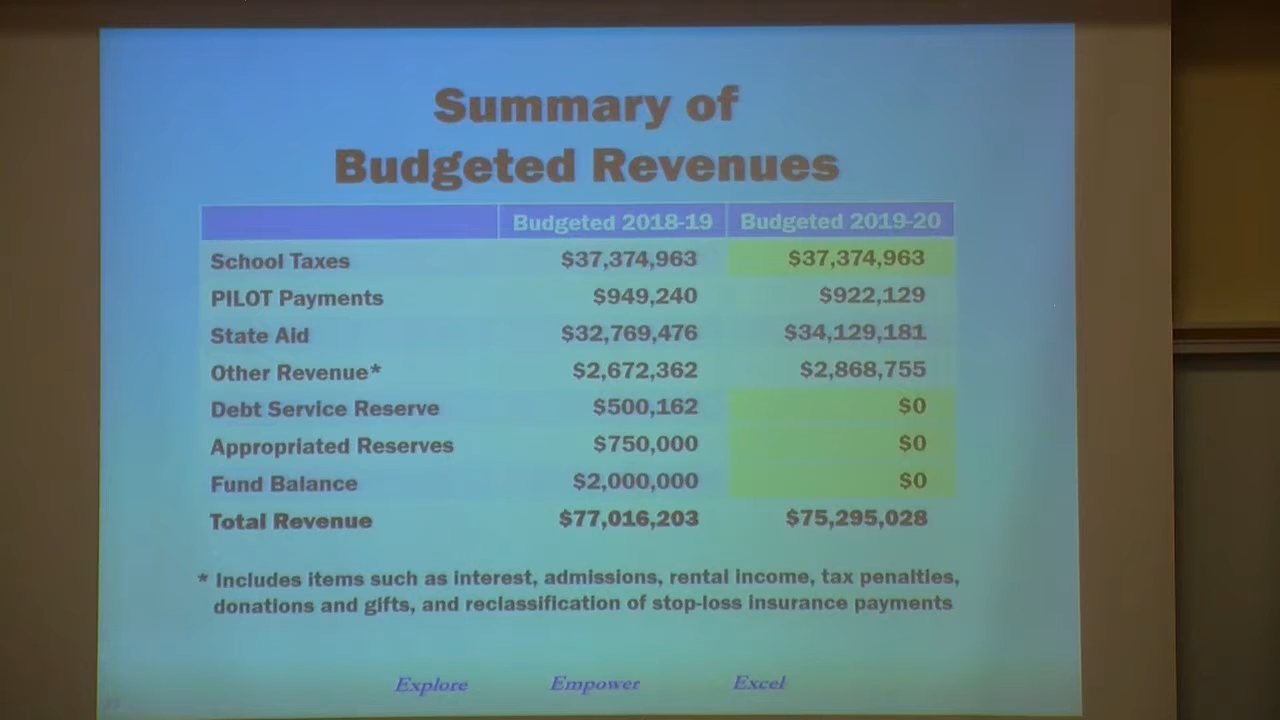 Summary of
Budgeted Revenues
Budgeted 2018-19 Budgeted 2019-20
School Taxes $37,374,963 $37,374,963
PILOT Payments $949,240 $922,129
State Aid $32,769,476 $34,129,181
Other Revenue* $2,672,362 $2,868,755
Debt Service Reserve $500,162 $0
Appropriated Reserves $750,000 $0
Fund Balance $2,000,000 $0
Total Revenue $77,016,203 $75,295,028
* Includes items such as interest, admissions, rental income, tax penalties,
donations and gifts, and reclassification of stop-loss insurance payments
Explore Empower Excel